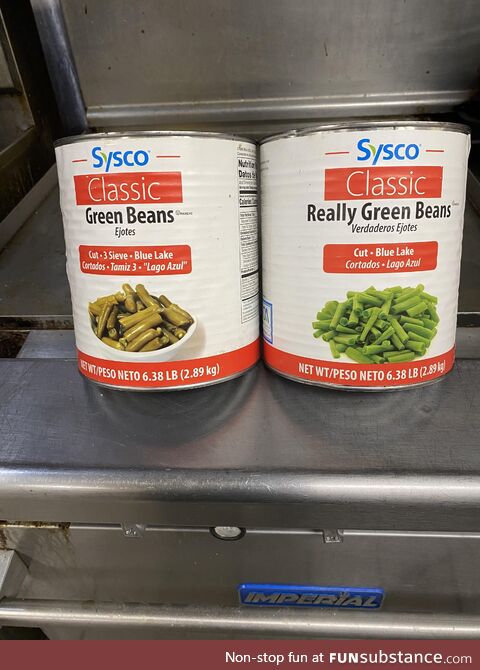 Sysco
Classic
Green Beans
Ejotes
Cut • 3 Sieve • Blue Lake
Cortados • Tamiz 3 • "Lago Azul"
NET WT/PESO NETO 6.38 LB (2.89 kg)
Sysco
Classic
Really Green Beans
Verdaderos Ejotes
Cut • Blue Lake
Cortados • Lago Azul
NET WT/PESO NETO 6.38 LB (2.89 kg)
IMPERIAL
Non-stop fun at FUNsubstance.com